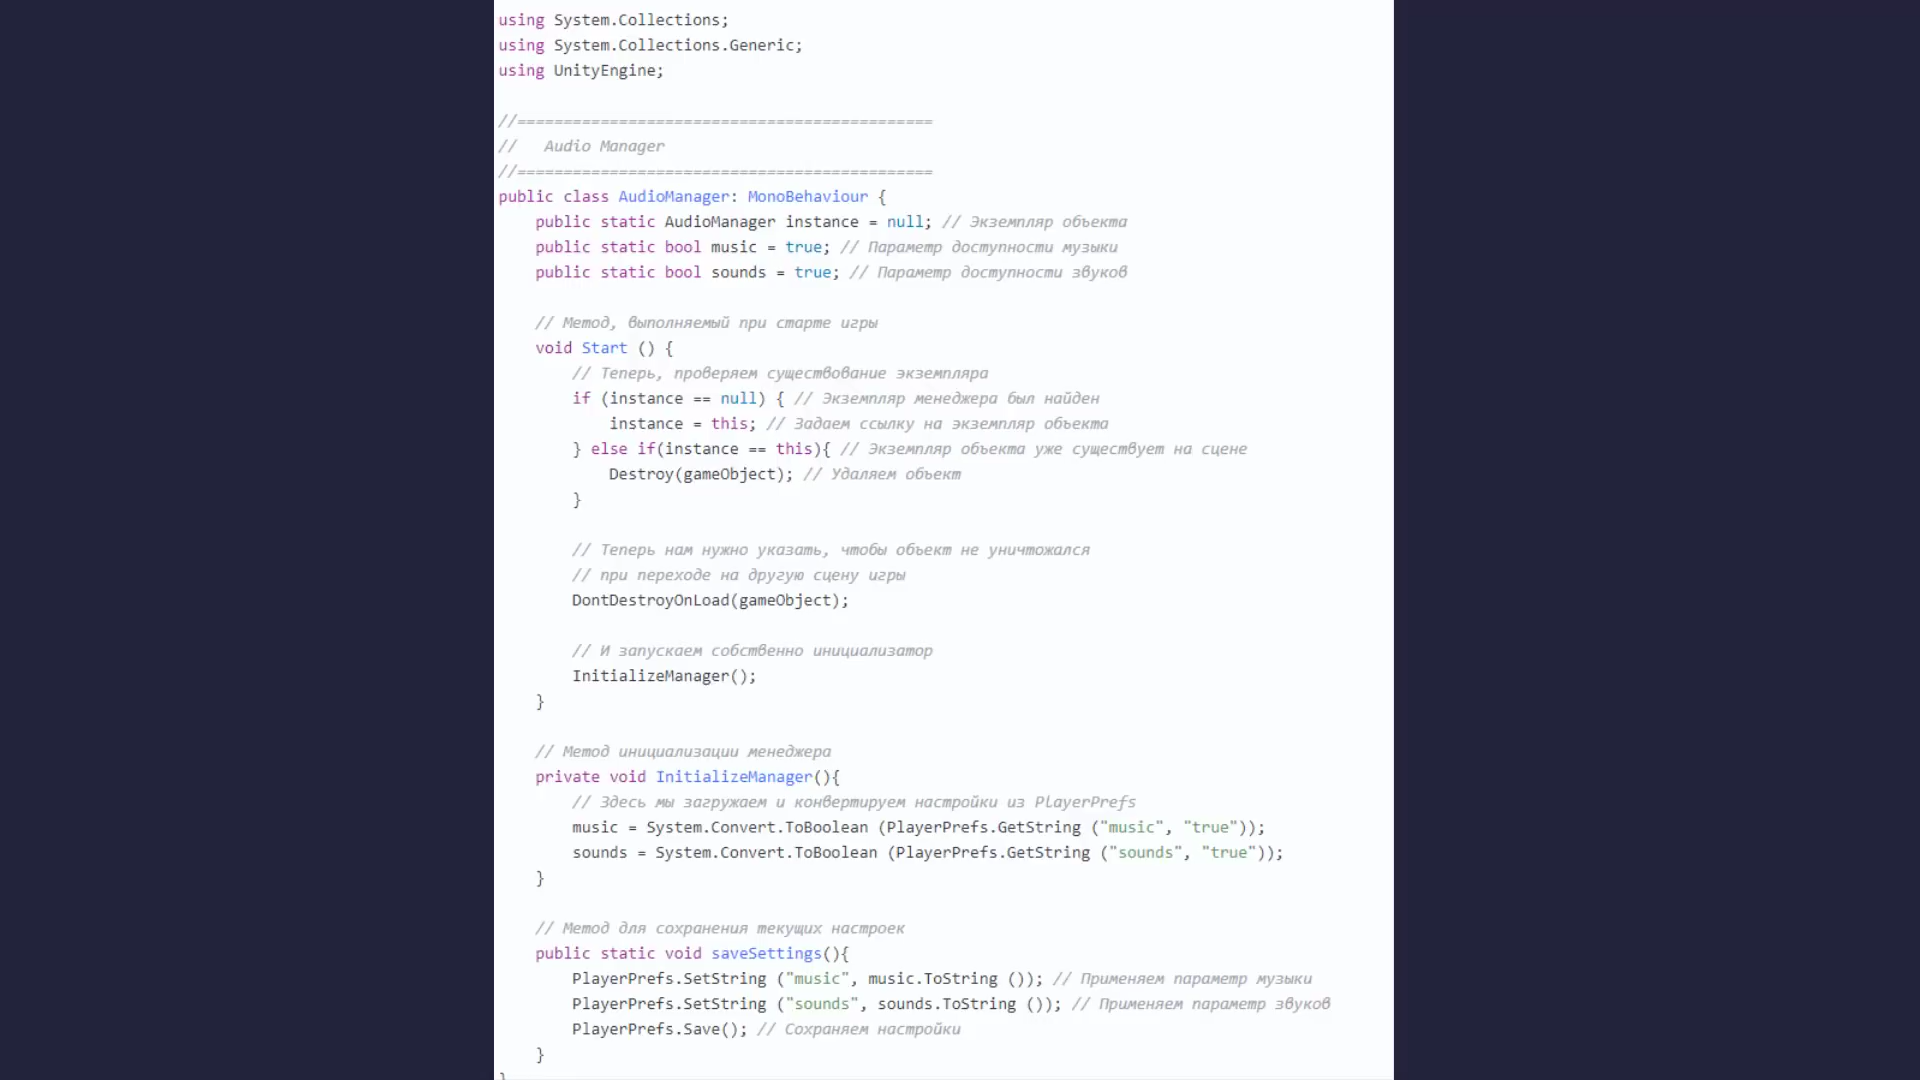 using System.Collections;
using System.Collections.Generic;
using UnityEngine;
//=============================================
//   Audio Manager
//=============================================
public class AudioManager: MonoBehaviour {
    public static AudioManager instance = null; // Экземпляр объекта
    public static bool music = true; // Параметр доступности музыки
    public static bool sounds = true; // Параметр доступности звуков
    // Метод, выполняемый при старте игры
    void Start () {
        // Теперь, проверяем существование экземпляра
        if (instance == null) { // Экземпляр менеджера был найден
            instance = this; // Задаем ссылку на экземпляр объекта
        } else if(instance == this){ // Экземпляр объекта уже существует на сцене
            Destroy(gameObject); // Удаляем объект
        }
        // Теперь нам нужно указать, чтобы объект не уничтожался
        // при переходе на другую сцену игры
        DontDestroyOnLoad(gameObject);
        // И запускаем собственно инициализатор
        InitializeManager();
    }
    // Метод инициализации менеджера
    private void InitializeManager(){
        // Здесь мы загружаем и конвертируем настройки из PlayerPrefs
        music = System.Convert.ToBoolean (PlayerPrefs.GetString ("music", "true"));
        sounds = System.Convert.ToBoolean (PlayerPrefs.GetString ("sounds", "true"));
    }
    // Метод для сохранения текущих настроек
    public static void saveSettings(){
        PlayerPrefs.SetString ("music", music.ToString ()); // Применяем параметр музыки
        PlayerPrefs.SetString ("sounds", sounds.ToString ()); // Применяем параметр звуков
        PlayerPrefs.Save(); // Сохраняем настройки
    }
}